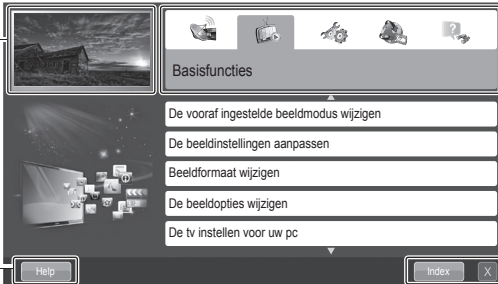 Basisfuncties
De vooraf ingestelde beeldmodus wijzigen
De beeldinstellingen aanpassen
Beeldformaat wijzigen
De beeldopties wijzigen
De tv instellen voor uw pc
Help
Index X